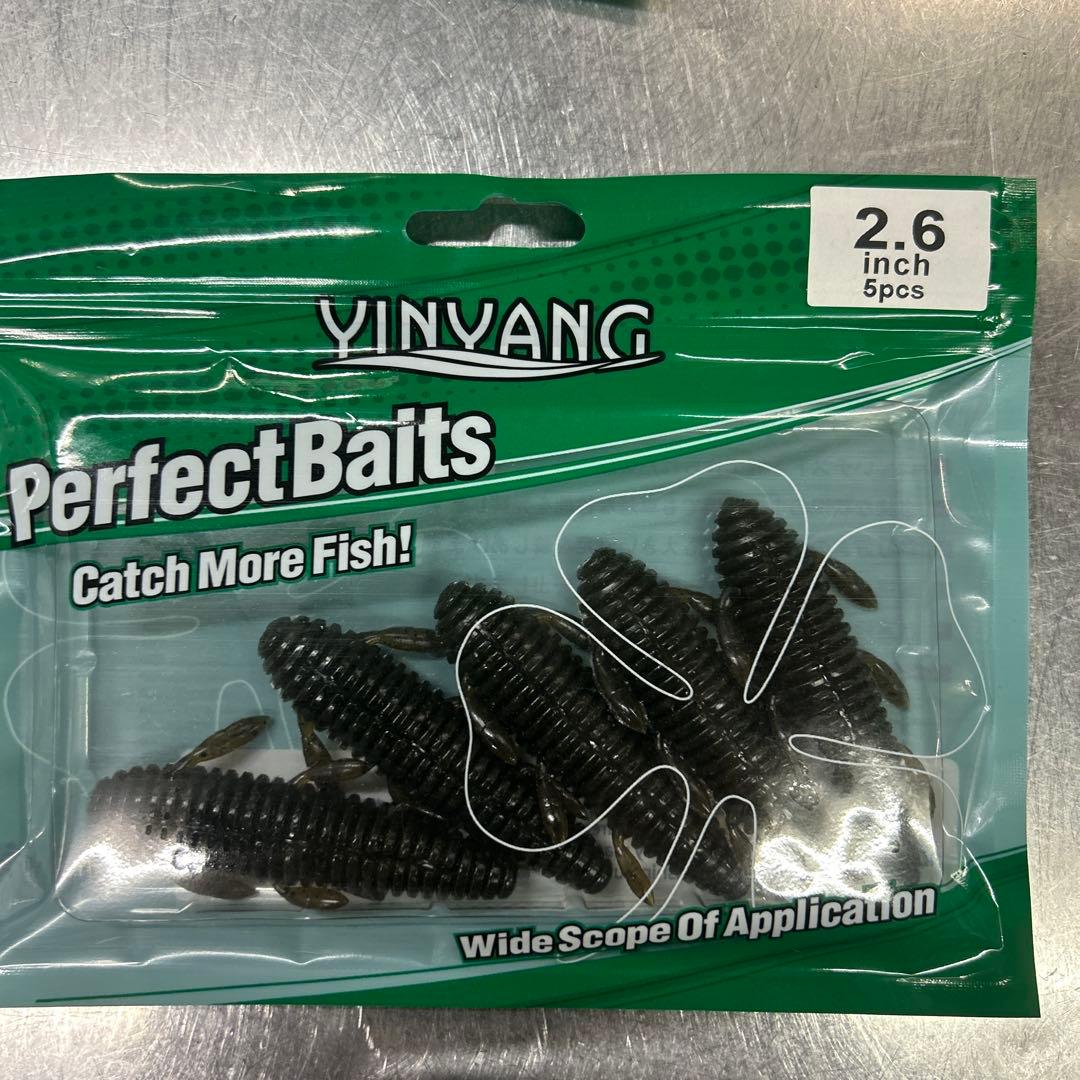 2.6
inch
5pcs
YINYANG
PerfectBaits
Catch More Fish!
Wide Scope Of Application